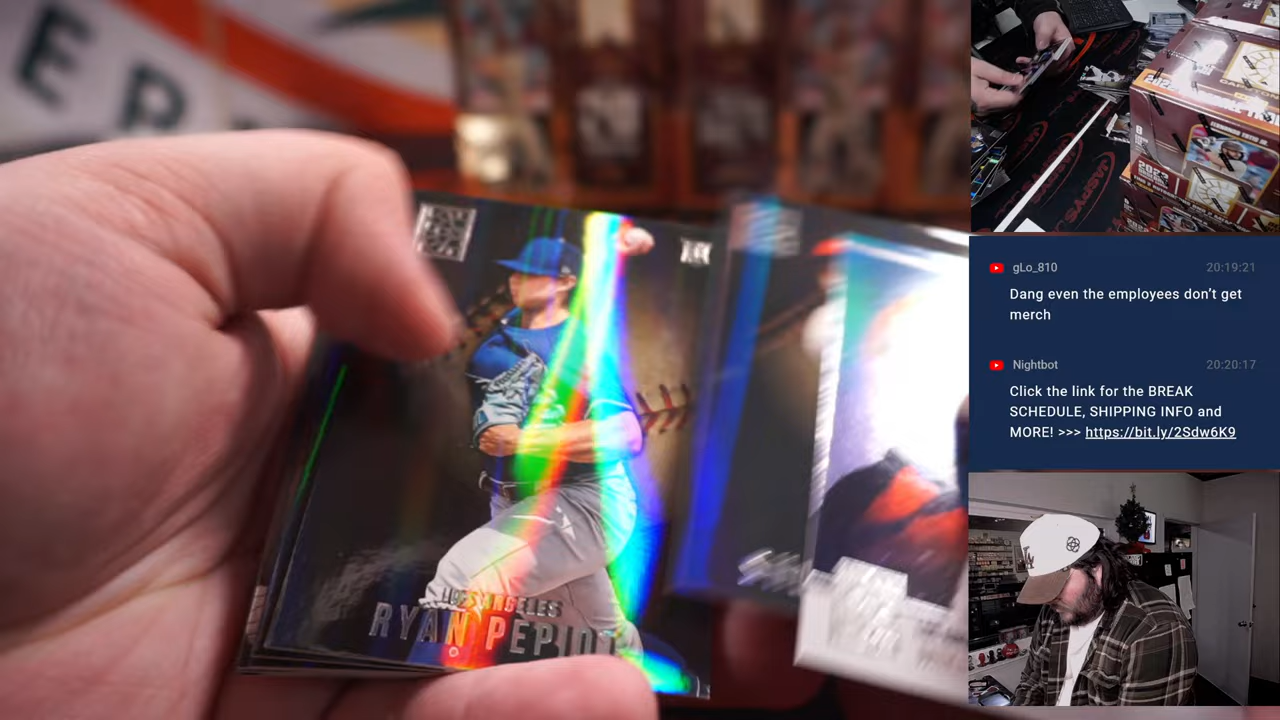 E
R
LOS ANGELES
RYAN PEPIOT
2023
gLo_810 20:19:21
Dang even the employees don't get
merch
Nightbot 20:20:17
Click the link for the BREAK
SCHEDULE, SHIPPING INFO and
MORE! >>> https://bit.ly/2Sdw6K9